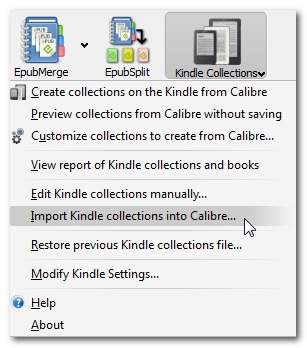 EpubMerge EpubSplit Kindle Collections
Create collections on the Kindle from Calibre
Preview collections from Calibre without saving
Customize collections to create from Calibre...
View report of Kindle collections and books
Edit Kindle collections manually...
Import Kindle collections into Calibre...
Restore previous Kindle collections file...
Modify Kindle Settings...
Help
About